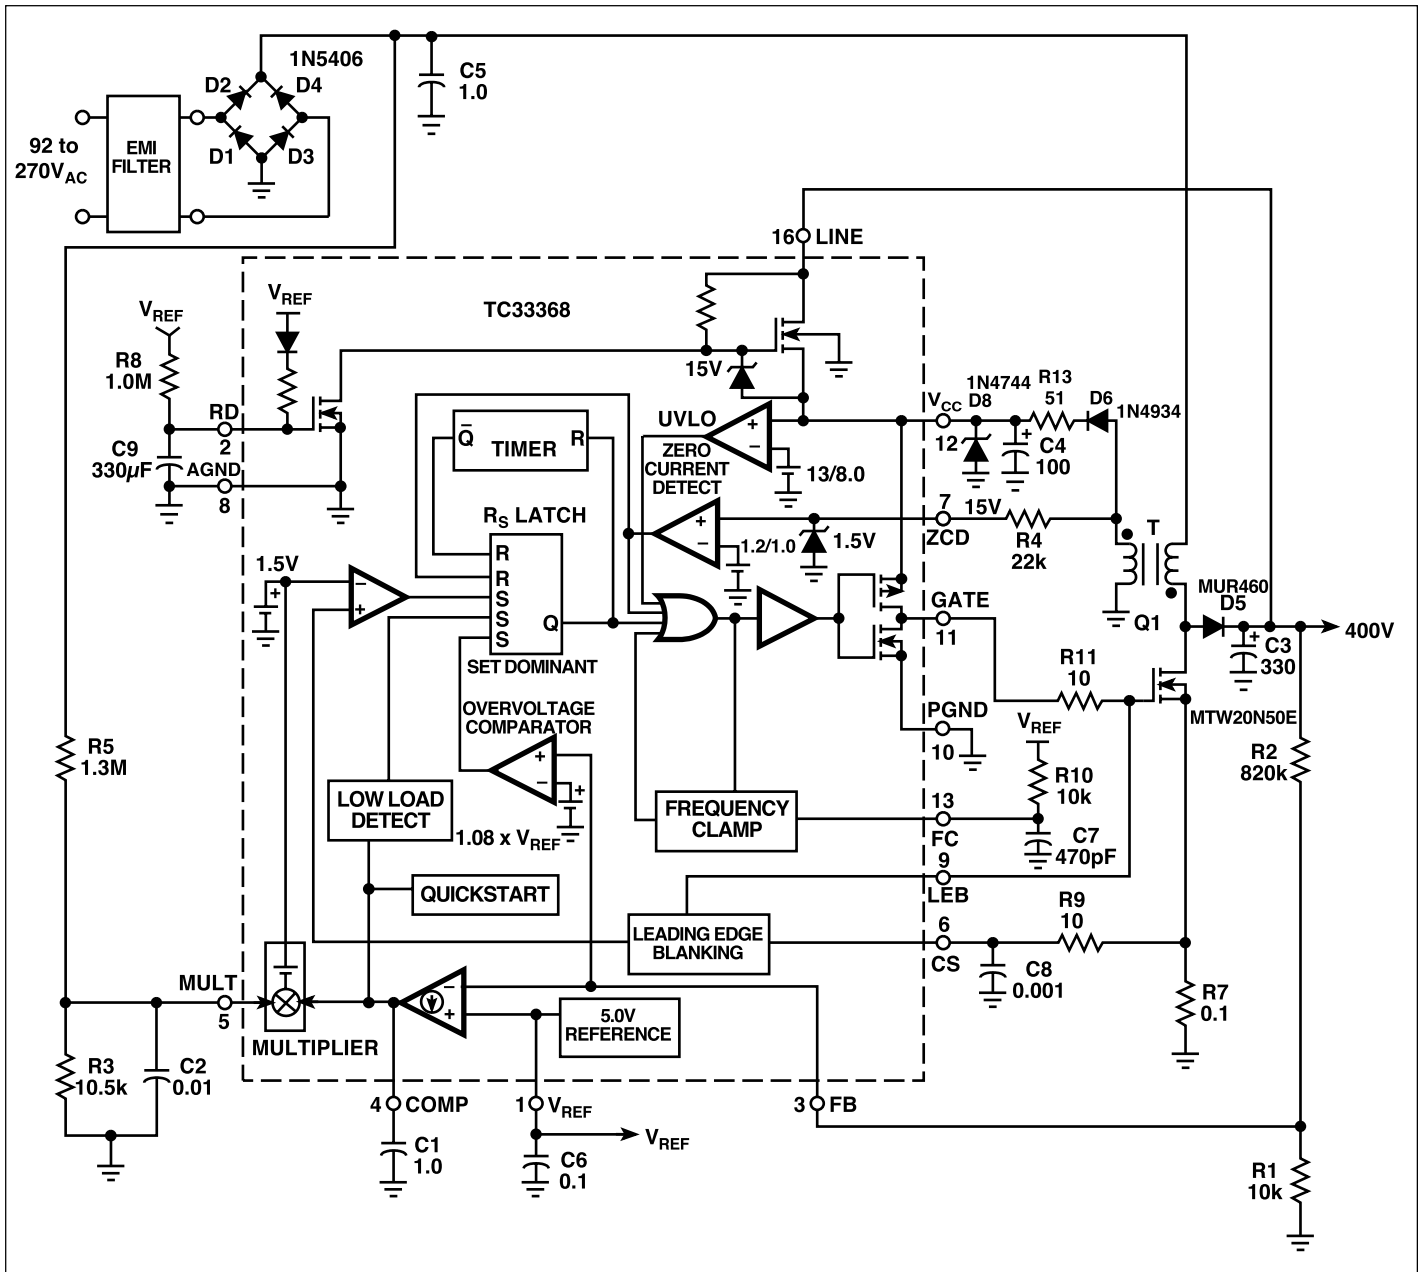 1N5406
D2
D4
D1
D3
C5
1.0
92 to
270VAC
EMI
FILTER
16
LINE
TC33368
VREF
VREF
R8
1.0M
RD
2
C9
330µF
AGND
8
15V
UVLO
+
–
13/8.0
VCC
12
1N4744
D8
R13
51
D6
1N4934
+
C4
100
Q̅
TIMER
R
ZERO
CURRENT
DETECT
+
–
1.2/1.0
1.5V
7
ZCD
15V
R4
22k
T
RS LATCH
R
R
S
S
S
Q
SET DOMINANT
1.5V
+
–
+
GATE
11
MUR460
D5
Q1
+
C3
330
400V
R11
10
MTW20N50E
PGND
10
VREF
R10
10k
R2
820k
OVERVOLTAGE
COMPARATOR
+
–
+
1.08 x VREF
LOW LOAD
DETECT
FREQUENCY
CLAMP
13
FC
C7
470pF
9
LEB
R5
1.3M
QUICKSTART
LEADING EDGE
BLANKING
6
CS
R9
10
C8
0.001
R7
0.1
MULT
5
MULTIPLIER
–
+
5.0V
REFERENCE
R3
10.5k
C2
0.01
4
COMP
1
VREF
3
FB
C1
1.0
VREF
C6
0.1
R1
10k